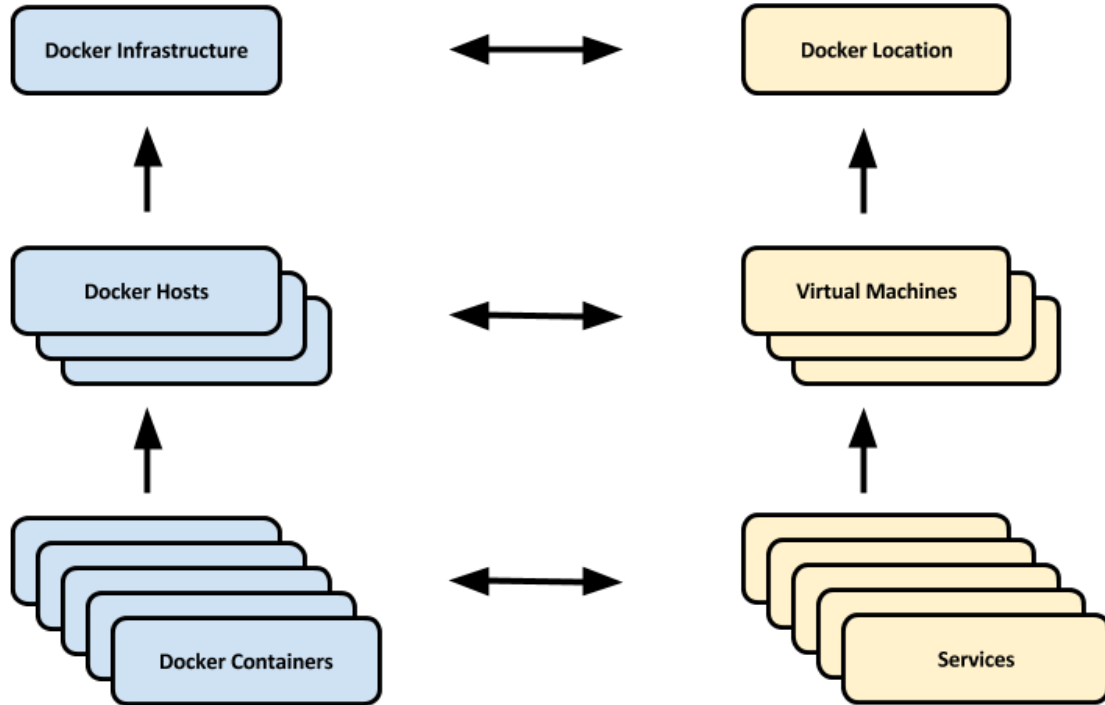 Docker Infrastructure
Docker Location
Docker Hosts
Virtual Machines
Docker Containers
Services